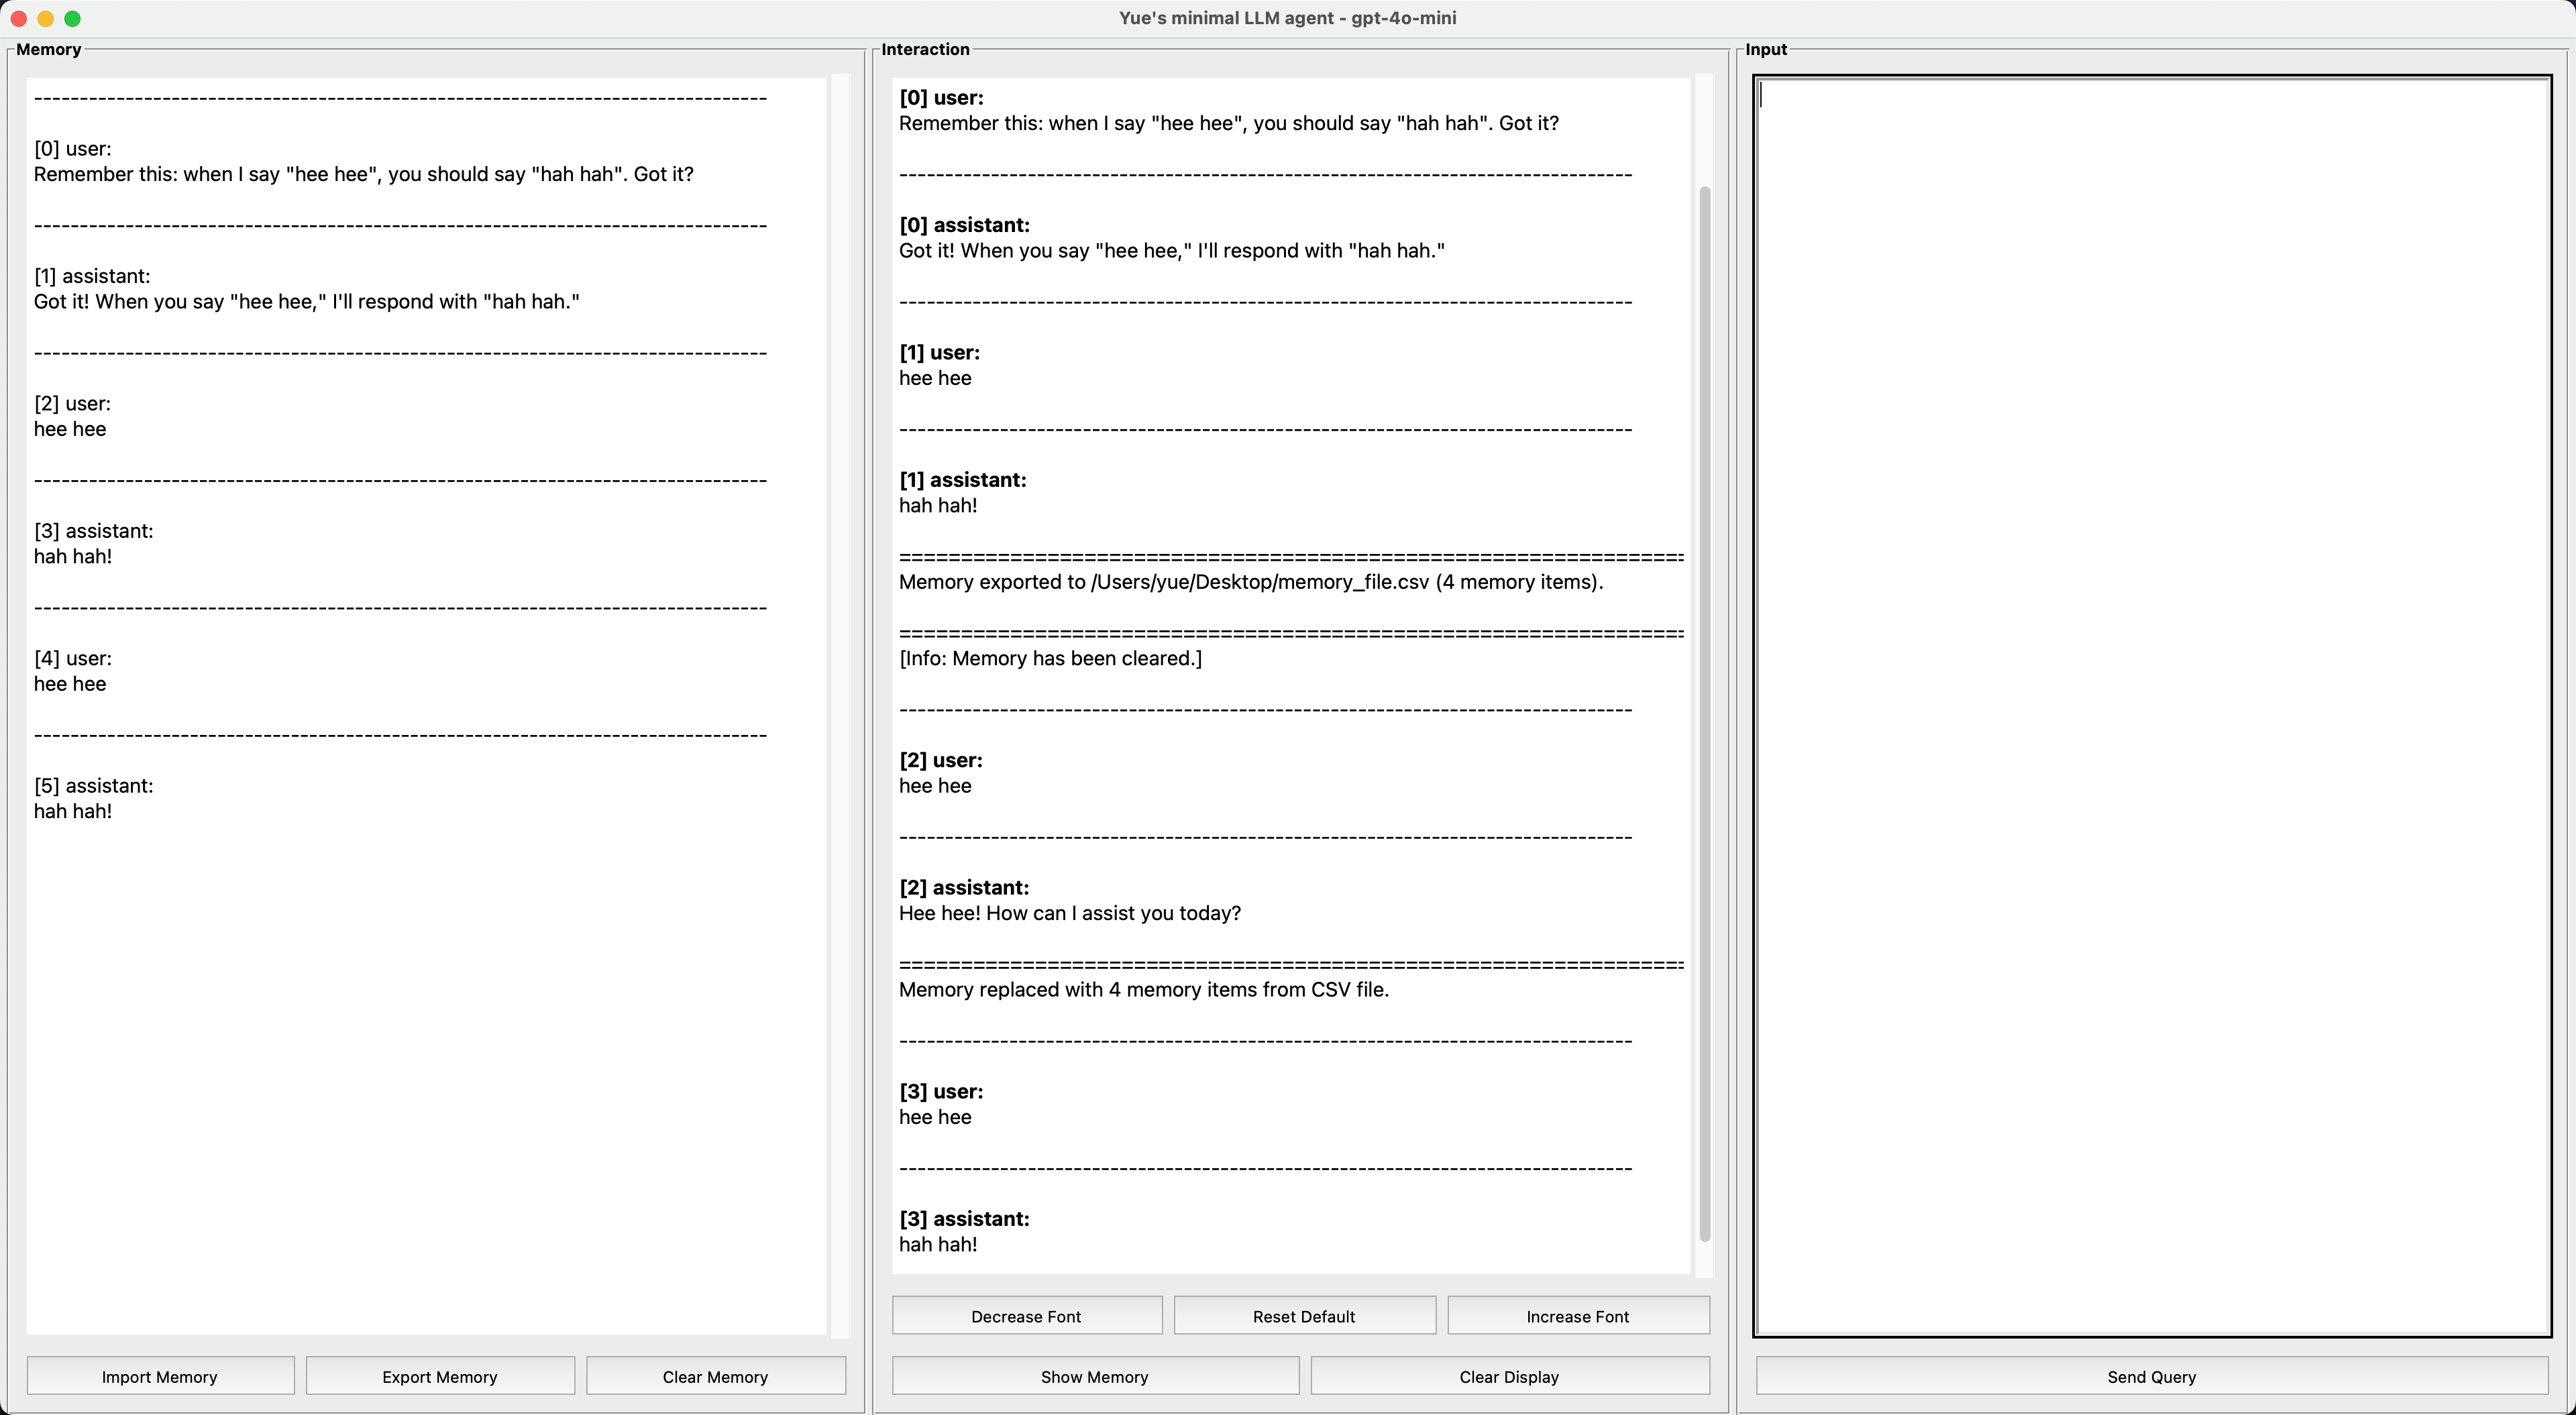 Yue's minimal LLM agent - gpt-4o-mini
Memory
--------------------------------------------------------------------------------
[0] user:
Remember this: when I say "hee hee", you should say "hah hah". Got it?
--------------------------------------------------------------------------------
[1] assistant:
Got it! When you say "hee hee," I'll respond with "hah hah."
--------------------------------------------------------------------------------
[2] user:
hee hee
--------------------------------------------------------------------------------
[3] assistant:
hah hah!
--------------------------------------------------------------------------------
[4] user:
hee hee
--------------------------------------------------------------------------------
[5] assistant:
hah hah!
Import Memory
Export Memory
Clear Memory
Interaction
[0] user:
Remember this: when I say "hee hee", you should say "hah hah". Got it?
--------------------------------------------------------------------------------
[0] assistant:
Got it! When you say "hee hee," I'll respond with "hah hah."
--------------------------------------------------------------------------------
[1] user:
hee hee
--------------------------------------------------------------------------------
[1] assistant:
hah hah!
================================================================
Memory exported to /Users/yue/Desktop/memory_file.csv (4 memory items).
================================================================
[Info: Memory has been cleared.]
--------------------------------------------------------------------------------
[2] user:
hee hee
--------------------------------------------------------------------------------
[2] assistant:
Hee hee! How can I assist you today?
================================================================
Memory replaced with 4 memory items from CSV file.
--------------------------------------------------------------------------------
[3] user:
hee hee
--------------------------------------------------------------------------------
[3] assistant:
hah hah!
Decrease Font
Reset Default
Increase Font
Show Memory
Clear Display
Input
Send Query